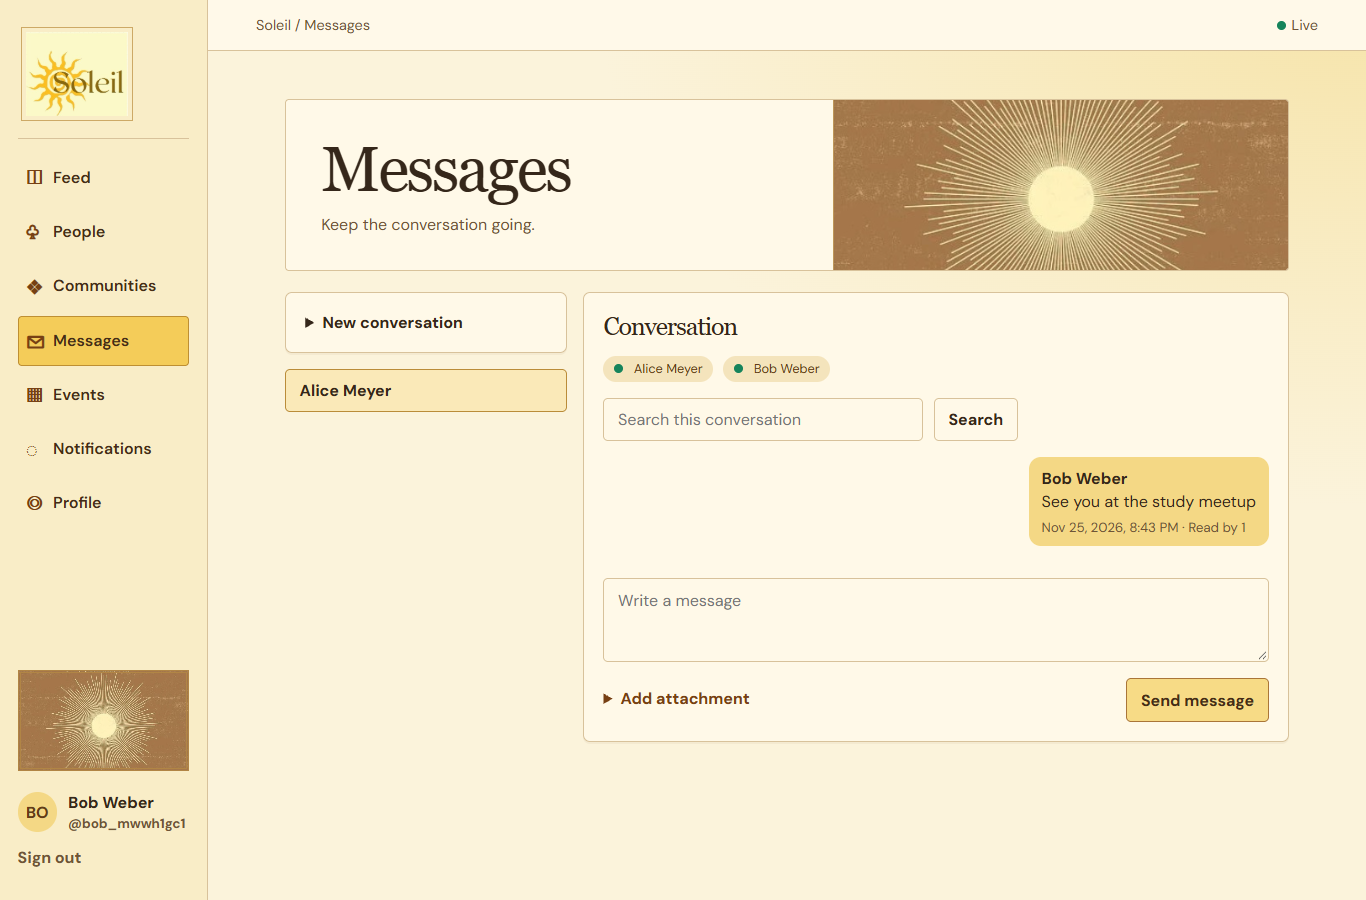 Soleil
Feed
People
Communities
Messages
Events
Notifications
Profile
BO
Bob Weber
@bob_mwwh1gc1
Sign out
Soleil / Messages
Live
Messages
Keep the conversation going.
New conversation
Alice Meyer
Conversation
Alice Meyer
Bob Weber
Search this conversation
Search
Bob Weber
See you at the study meetup
Nov 25, 2026, 8:43 PM · Read by 1
Write a message
Add attachment
Send message